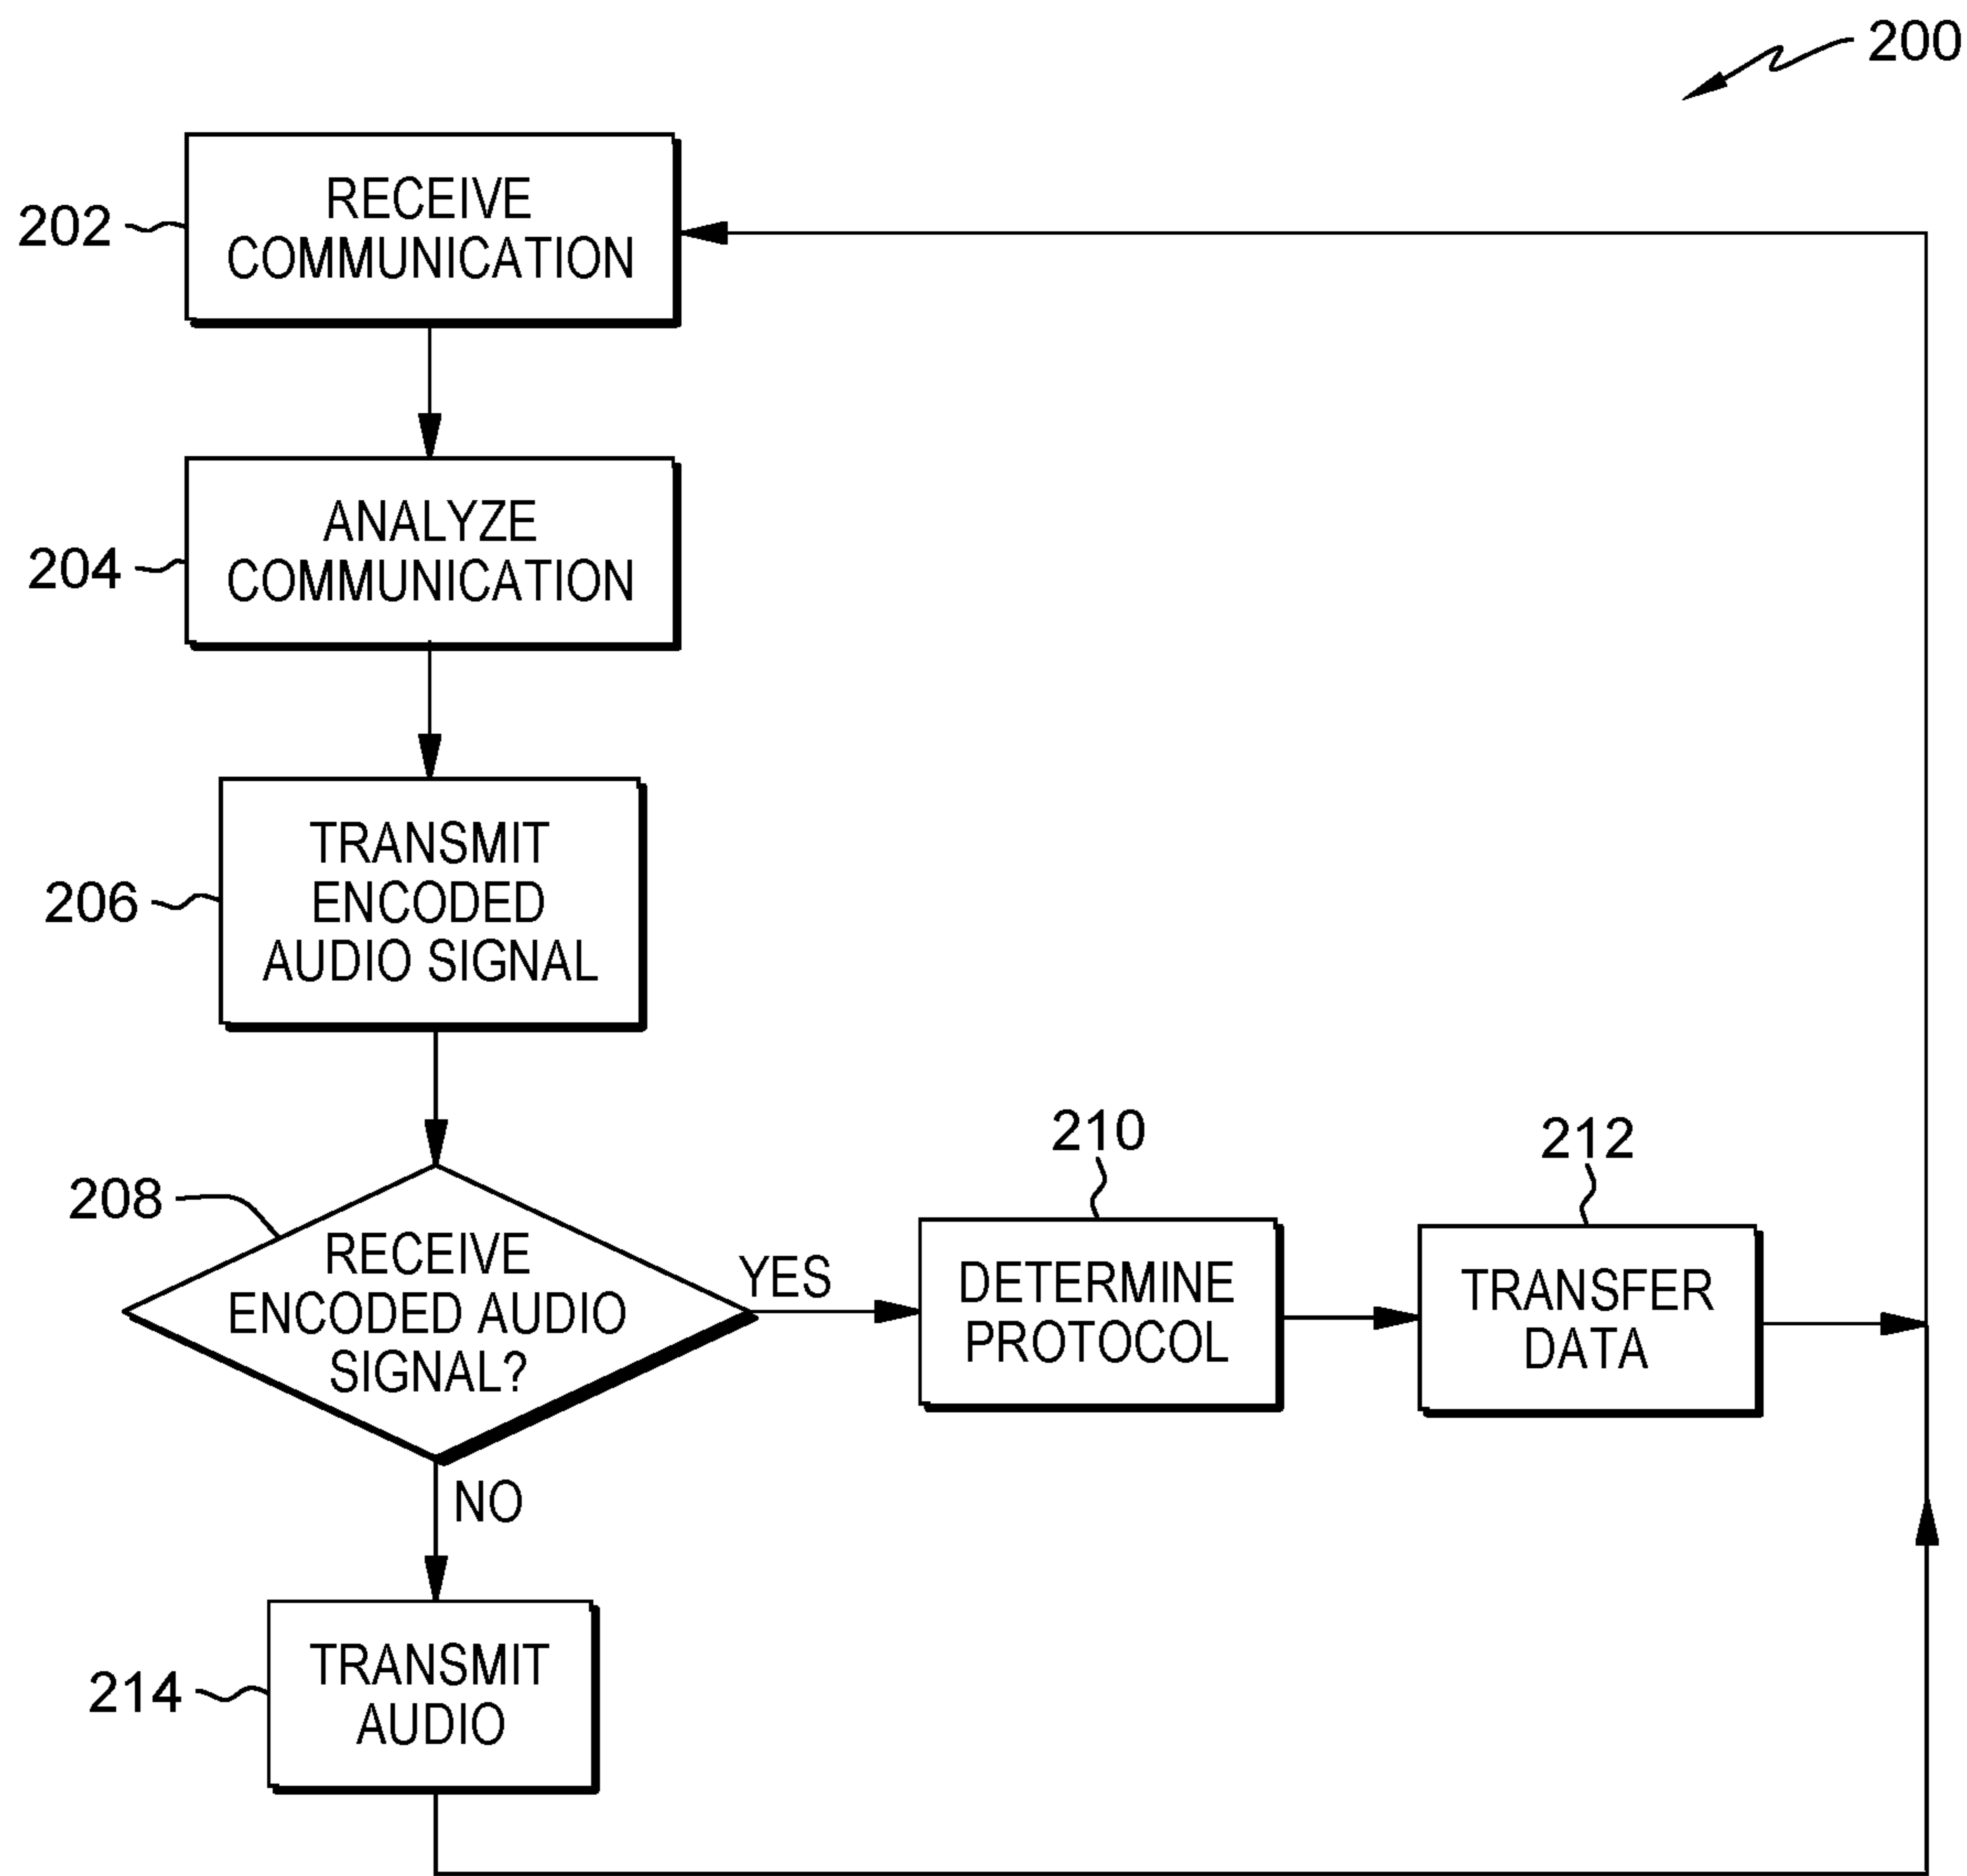 200
202
RECEIVE
COMMUNICATION
204
ANALYZE
COMMUNICATION
206
TRANSMIT
ENCODED
AUDIO SIGNAL
208
RECEIVE
ENCODED AUDIO
SIGNAL?
YES
210
DETERMINE
PROTOCOL
212
TRANSFER
DATA
NO
214
TRANSMIT
AUDIO